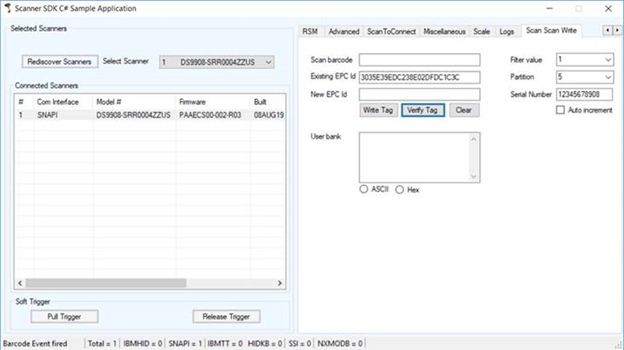 Scanner SDK C# Sample Application
Selected Scanners
Rediscover Scanners Select Scanner 1 DS9908-SRR0004ZZUS
Connected Scanners
# Com Interface Model # Firmware Built
1 SNAPI DS9908-SRR0004ZZUS PAAECS00-002-R03 08AUG19
Soft Trigger
Pull Trigger Release Trigger
RSM Advanced ScanToConnect Miscellaneous Scale Logs Scan Scan Write
Scan barcode Filter value 1
Existing EPC Id 3035E39EDC238E02DFDC1C3C Partition 5
New EPC Id Serial Number 12345678908
Write Tag Verify Tag Clear Auto increment
User bank
ASCII Hex
Barcode Event fired Total = 1 IBMHID = 0 SNAPI = 1 IBMTT = 0 HIDKB = 0 SSI = 0 NXMODB = 0